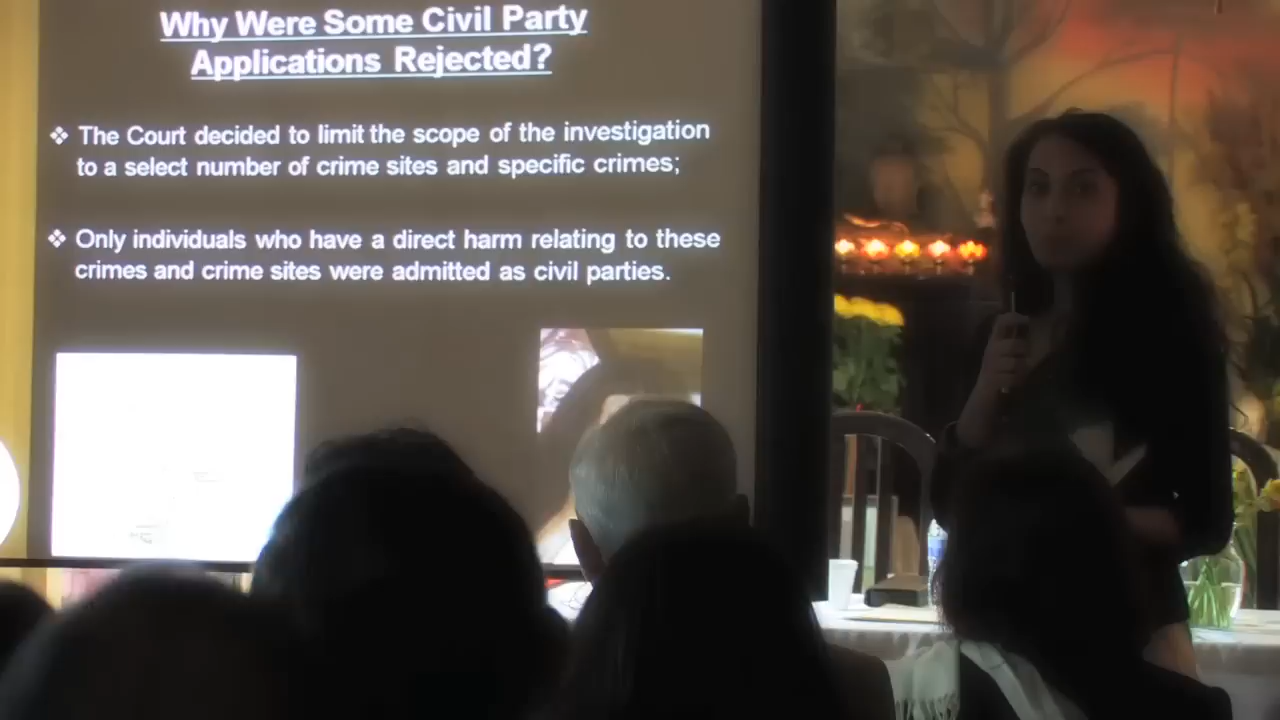 Why Were Some Civil Party
Applications Rejected?
❖ The Court decided to limit the scope of the investigation
to a select number of crime sites and specific crimes;
❖ Only individuals who have a direct harm relating to these
crimes and crime sites were admitted as civil parties.